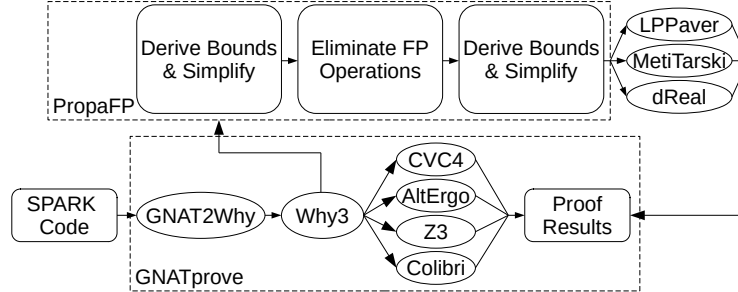 Derive Bounds
& Simplify
Eliminate FP
Operations
Derive Bounds
& Simplify
LPPaver
MetiTarski
dReal
PropaFP
SPARK
Code
GNAT2Why
Why3
CVC4
AltErgo
Z3
Colibri
Proof
Results
GNATprove